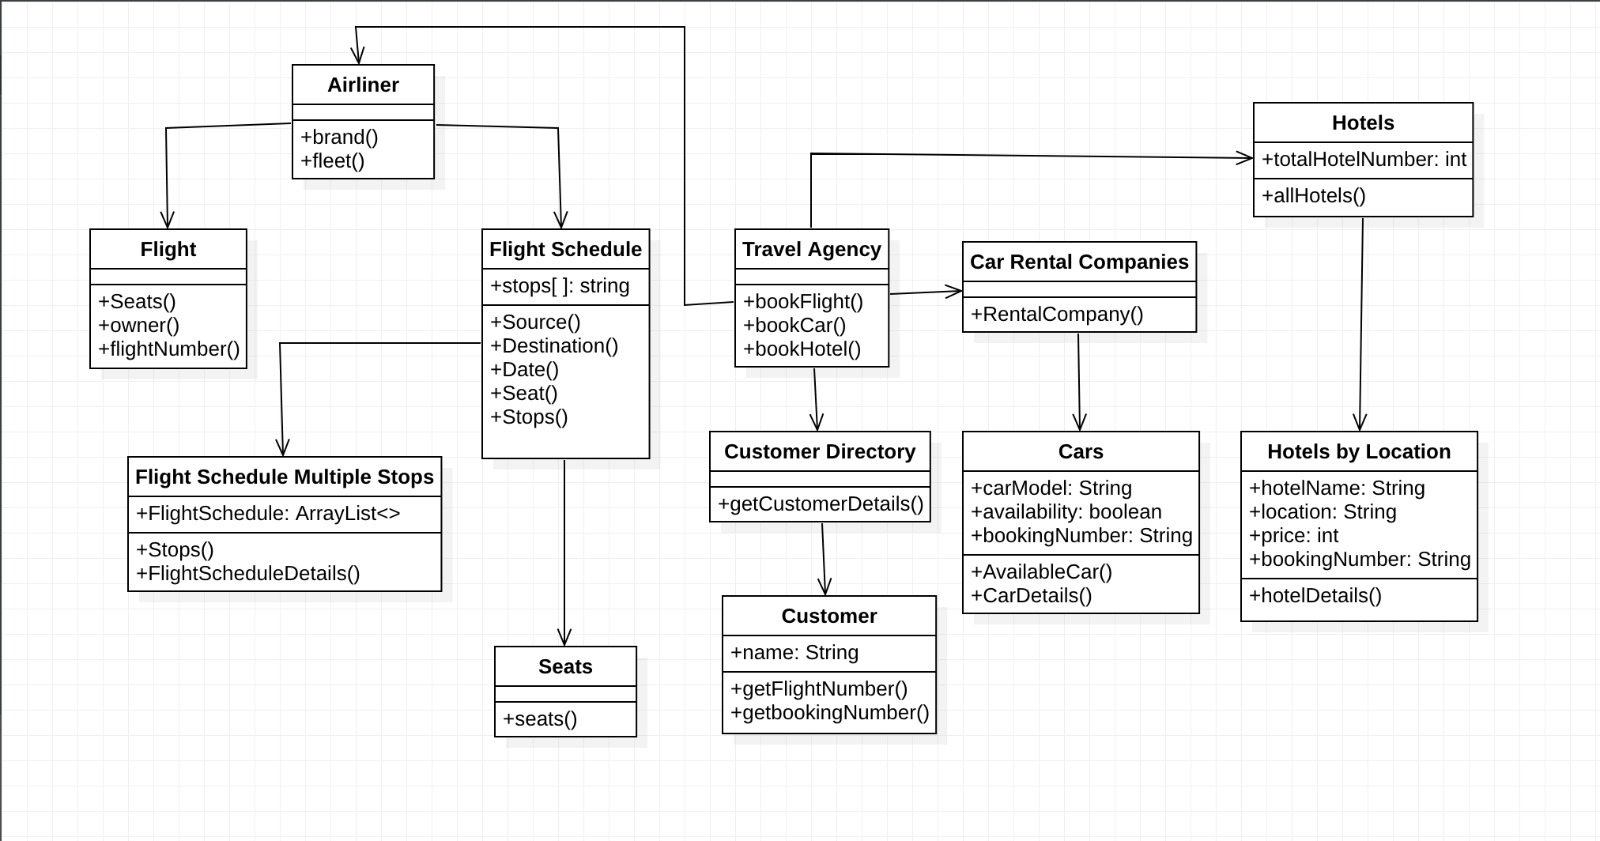 Airliner
+brand()
+fleet()
Hotels
+totalHotelNumber: int
+allHotels()
Flight
+Seats()
+owner()
+flightNumber()
Flight Schedule
+stops[ ]: string
+Source()
+Destination()
+Date()
+Seat()
+Stops()
Travel Agency
+bookFlight()
+bookCar()
+bookHotel()
Car Rental Companies
+RentalCompany()
Flight Schedule Multiple Stops
+FlightSchedule: ArrayList<>
+Stops()
+FlightScheduleDetails()
Customer Directory
+getCustomerDetails()
Cars
+carModel: String
+availability: boolean
+bookingNumber: String
+AvailableCar()
+CarDetails()
Hotels by Location
+hotelName: String
+location: String
+price: int
+bookingNumber: String
+hotelDetails()
Seats
+seats()
Customer
+name: String
+getFlightNumber()
+getbookingNumber()